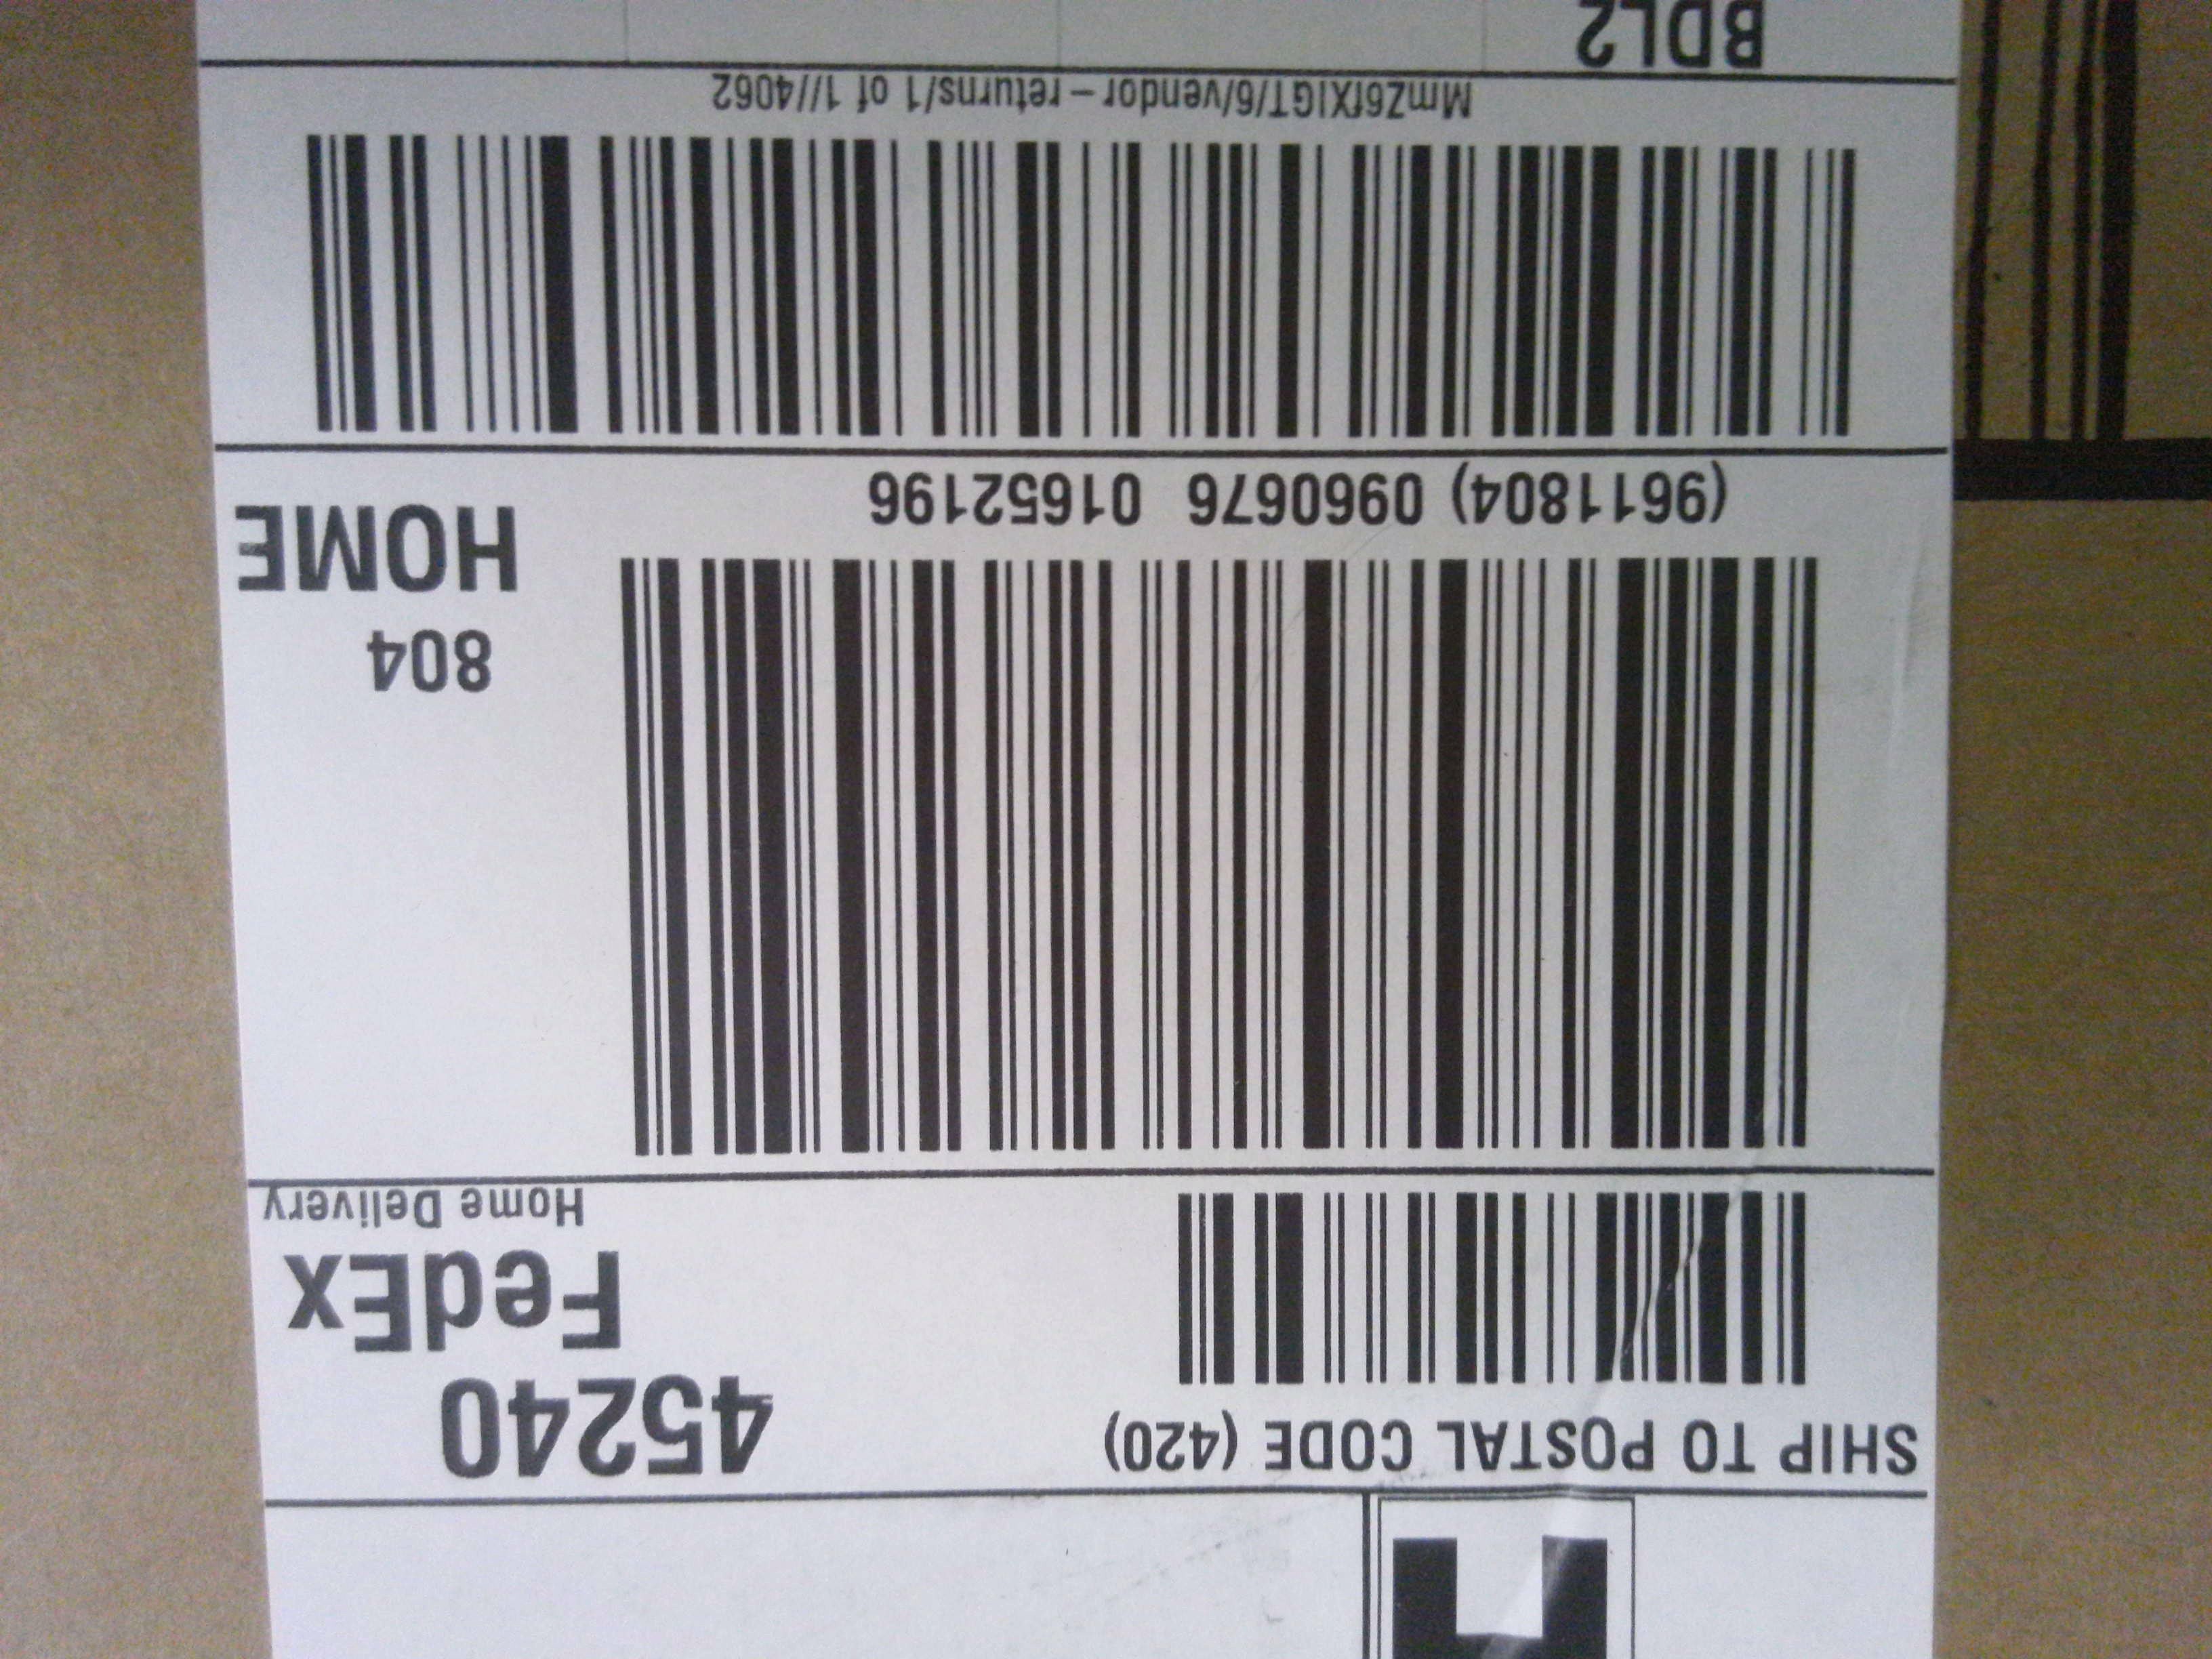 H
SHIP TO POSTAL CODE (420)
45240
FedEx
Home Delivery
804
HOME
(9611804) 0960676 01652196
MmZ6fXIGT/6/vendor–returns/1 of 1//4062
BDL2